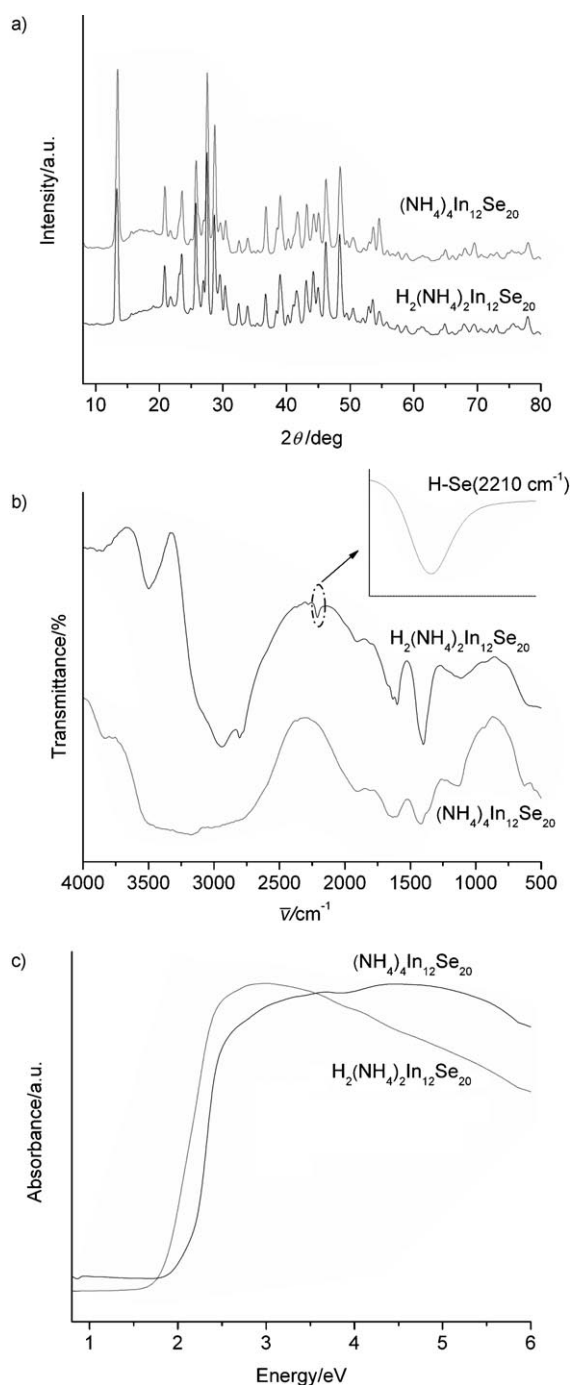 a)
Intensity/a.u.
(NH₄)₄In₁₂Se₂₀
H₂(NH₄)₂In₁₂Se₂₀
10 20 30 40 50 60 70 80
2θ/deg
b)
H-Se(2210 cm⁻¹)
Transmittance/%
H₂(NH₄)₂In₁₂Se₂₀
(NH₄)₄In₁₂Se₂₀
4000 3500 3000 2500 2000 1500 1000 500
ν̅/cm⁻¹
c)
(NH₄)₄In₁₂Se₂₀
Absorbance/a.u.
H₂(NH₄)₂In₁₂Se₂₀
1 2 3 4 5 6
Energy/eV